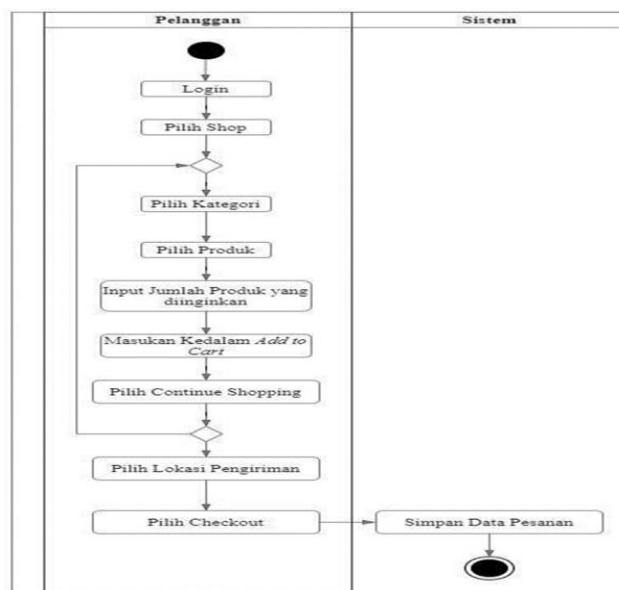 Pelanggan
Sistem
Login
Pilih Shop
Pilih Kategori
Pilih Produk
Input Jumlah Produk yang
diinginkan
Masukan Kedalam Add to
Cart
Pilih Continue Shopping
Pilih Lokasi Pengiriman
Pilih Checkout
Simpan Data Pesanan